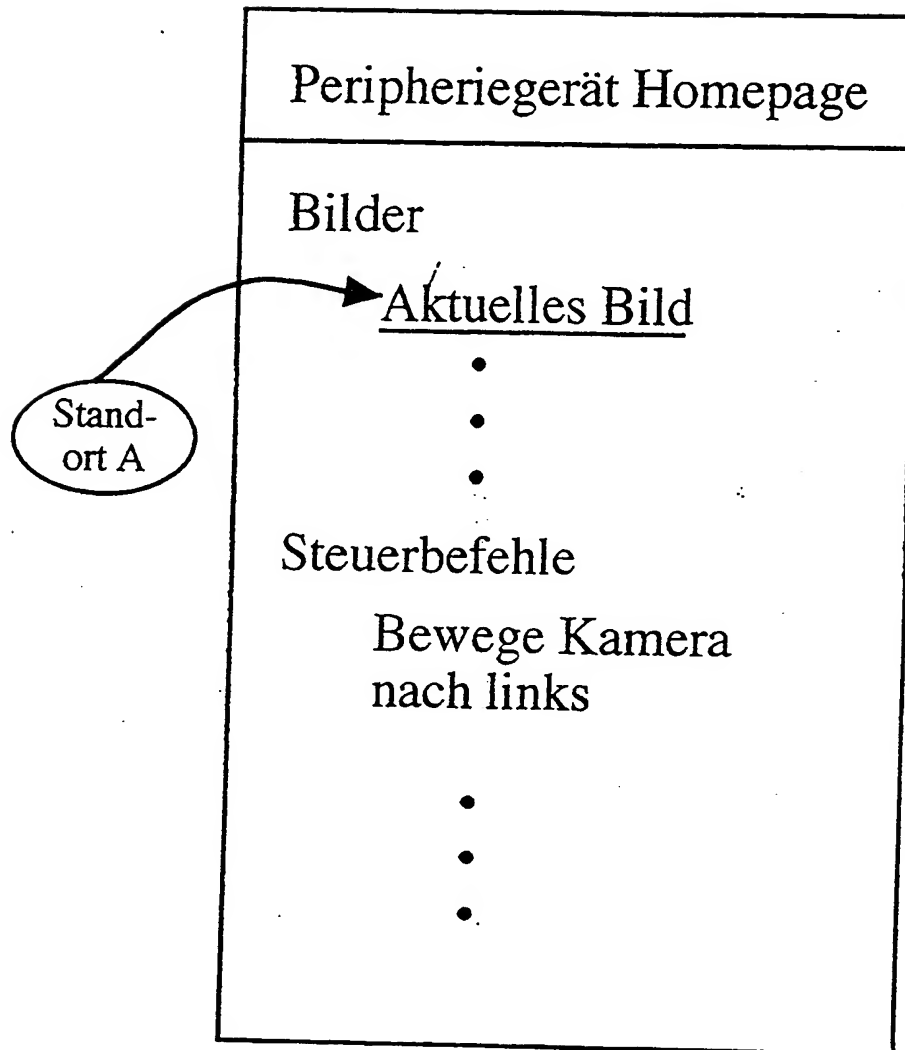 Peripheriegerät Homepage
Bilder
Aktuelles Bild
Stand-
ort A
Steuerbefehle
Bewege Kamera
nach links